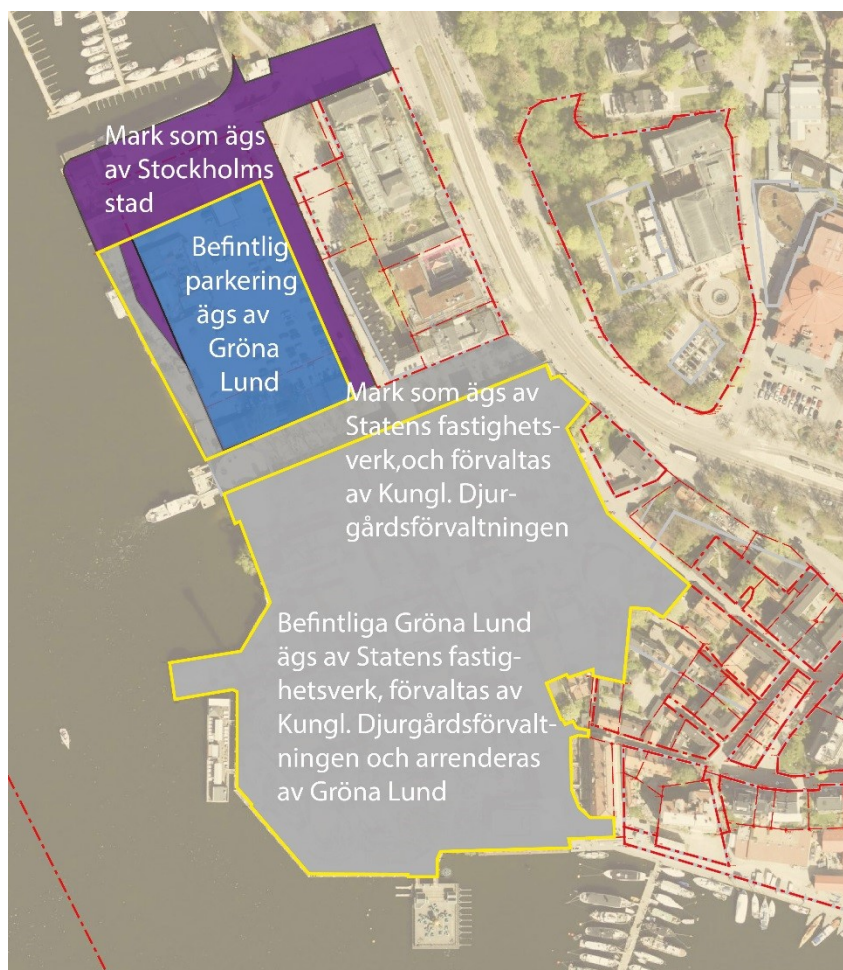 Mark som ägs
av Stockholms
stad
Befintlig
parkering
ägs av
Gröna
Lund
Mark som ägs av
Statens fastighets-
verk,och förvaltas
av Kungl. Djur-
gårdsförvaltningen
Befintliga Gröna Lund
ägs av Statens fastig-
hetsverk, förvaltas av
Kungl. Djurgårdsförvalt-
ningen och arrenderas
av Gröna Lund